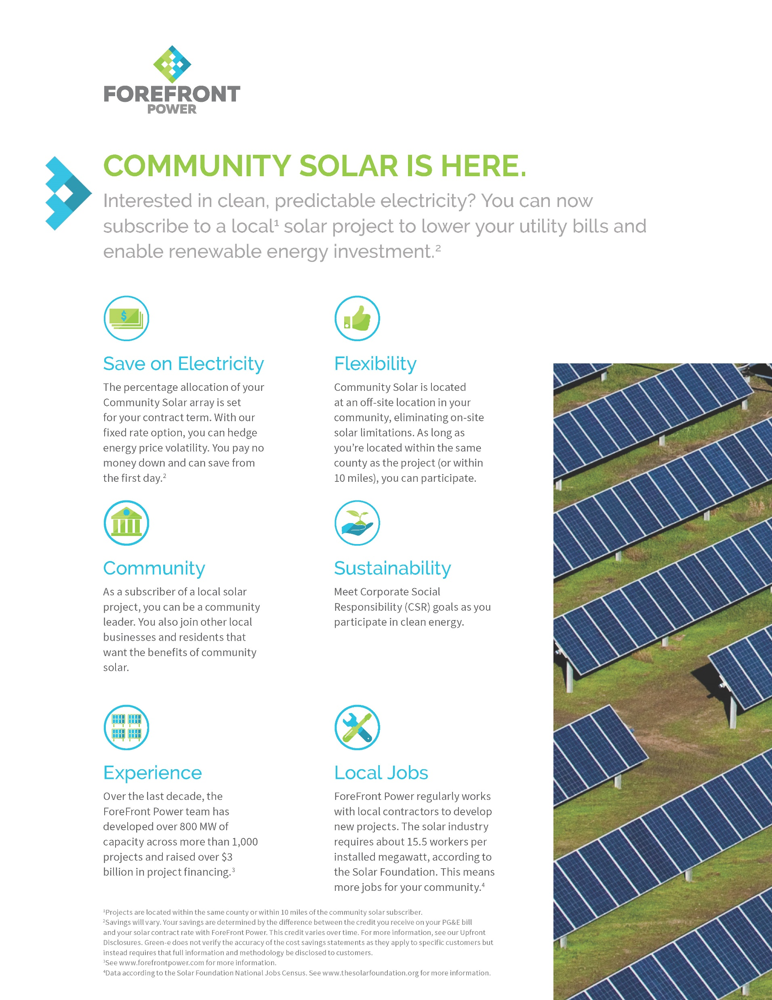 FOREFRONT
POWER
COMMUNITY SOLAR IS HERE.
Interested in clean, predictable electricity? You can now
subscribe to a local¹ solar project to lower your utility bills and
enable renewable energy investment.²
$
Save on Electricity
The percentage allocation of your
Community Solar array is set
for your contract term. With our
fixed rate option, you can hedge
energy price volatility. You pay no
money down and can save from
the first day.²
Flexibility
Community Solar is located
at an off-site location in your
community, eliminating on-site
solar limitations. As long as
you’re located within the same
county as the project (or within
10 miles), you can participate.
Community
As a subscriber of a local solar
project, you can be a community
leader. You also join other local
businesses and residents that
want the benefits of community
solar.
Sustainability
Meet Corporate Social
Responsibility (CSR) goals as you
participate in clean energy.
Experience
Over the last decade, the
ForeFront Power team has
developed over 800 MW of
capacity across more than 1,000
projects and raised over $3
billion in project financing.³
Local Jobs
ForeFront Power regularly works
with local contractors to develop
new projects. The solar industry
requires about 15.5 workers per
installed megawatt, according to
the Solar Foundation. This means
more jobs for your community.⁴
¹Projects are located within the same county or within 10 miles of the community solar subscriber.
²Savings will vary. Your savings are determined by the difference between the credit you receive on your PG&E bill
and your solar contract rate with ForeFront Power. This credit varies over time. For more information, see our Upfront
Disclosures. Green-e does not verify the accuracy of the cost savings statements as they apply to specific customers but
instead requires that full information and methodology be disclosed to customers.
³See www.forefrontpower.com for more information.
⁴Data according to the Solar Foundation National Jobs Census. See www.thesolarfoundation.org for more information.